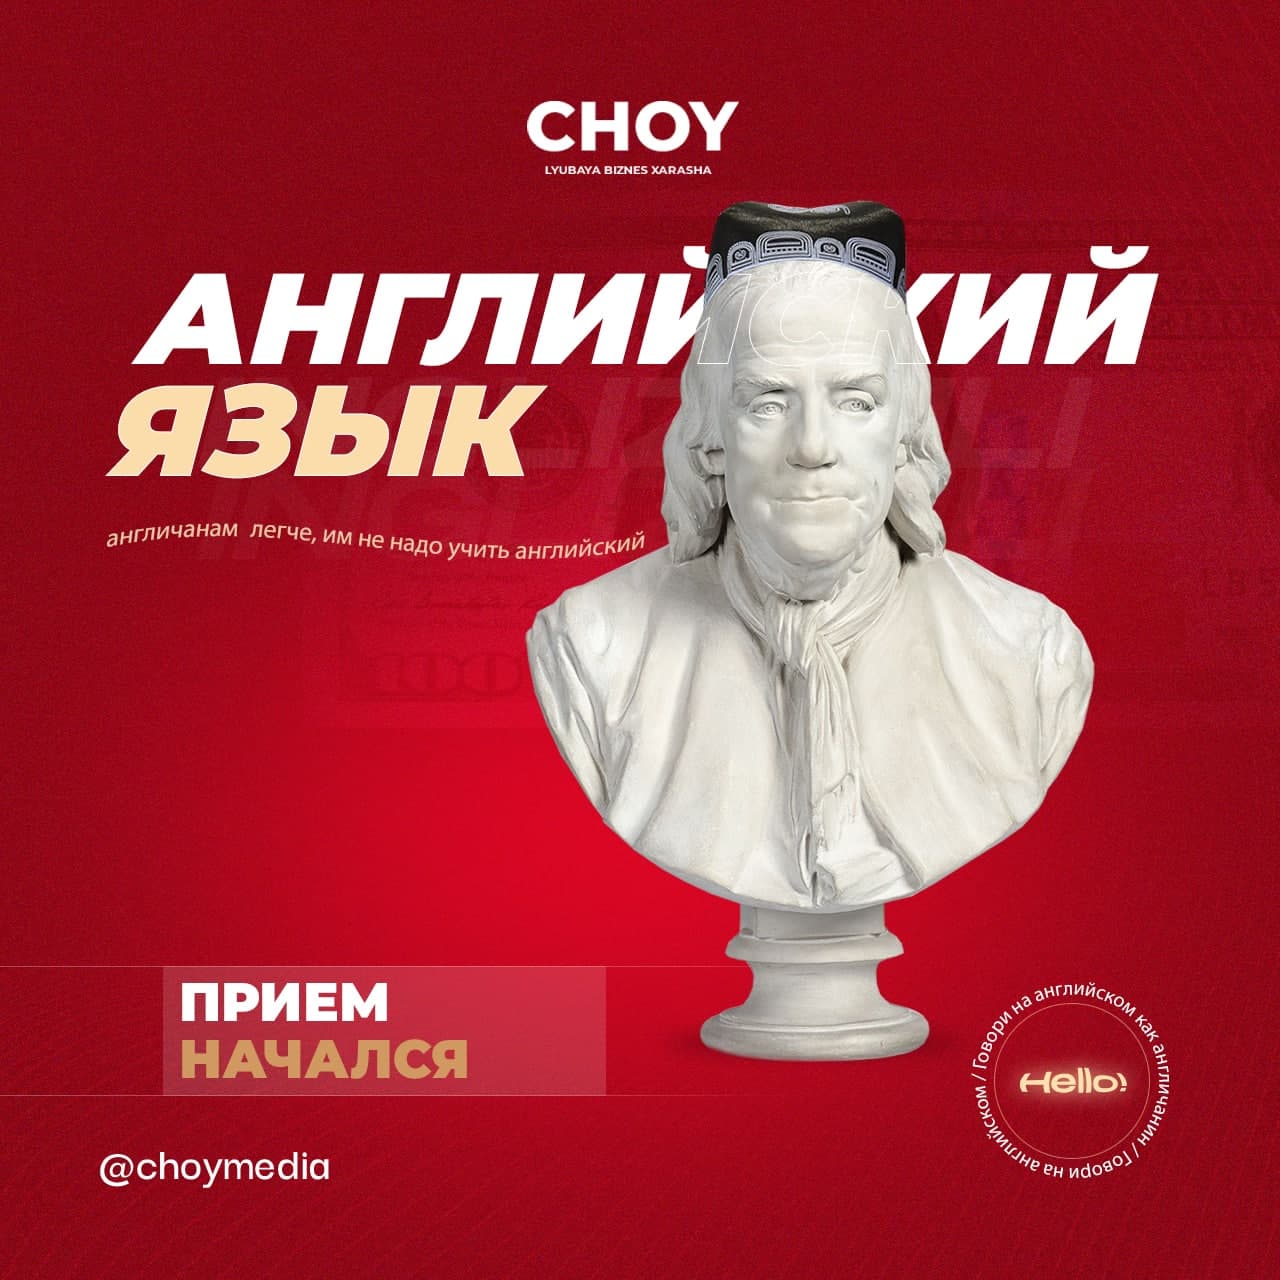 CHOY
LYUBAYA BIZNES XARASHA
АНГЛИЙСКИЙ
ЯЗЫК
англичанам легче, им не надо учить английский
ПРИЕМ
НАЧАЛСЯ
@choymedia
Говори на английском как англичанин / Говори на английском /
Hello!